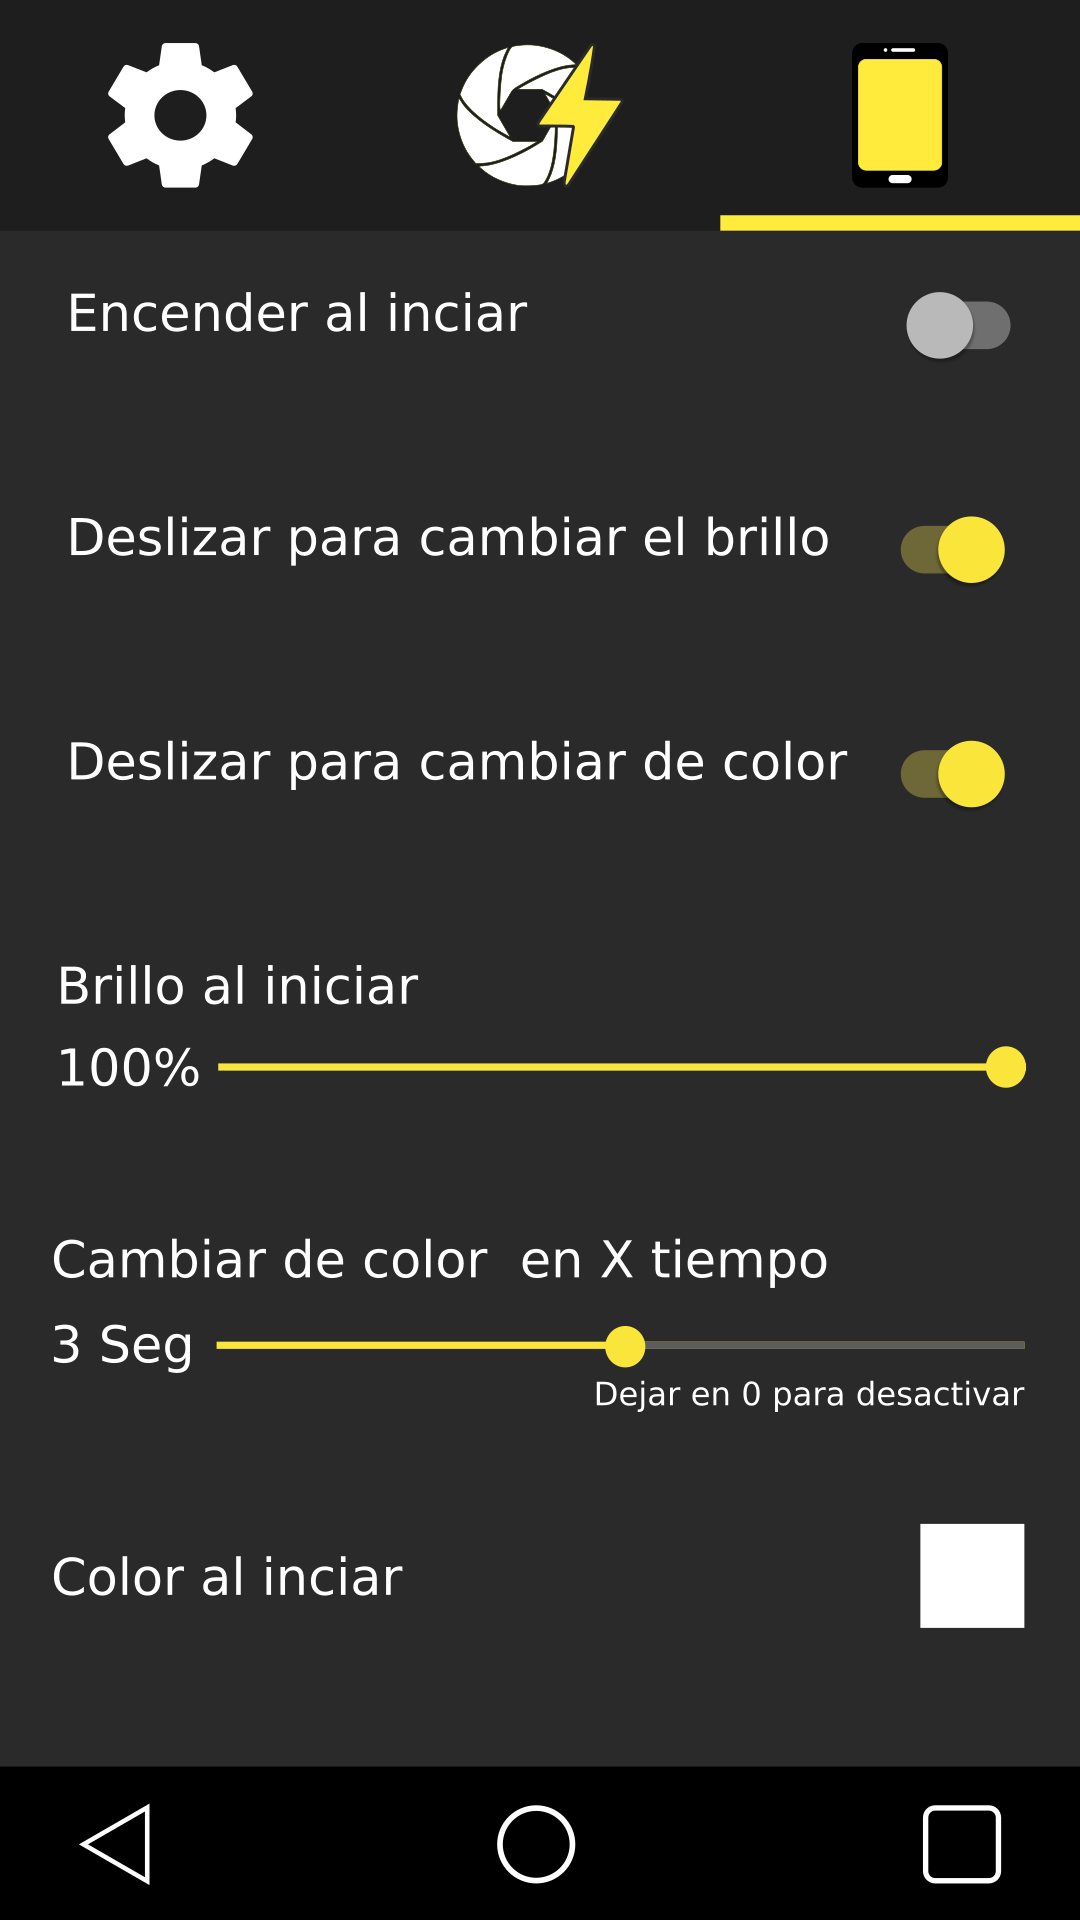 Encender al inciar
Deslizar para cambiar el brillo
Deslizar para cambiar de color
Brillo al iniciar
100%
Cambiar de color  en X tiempo
3 Seg
Dejar en 0 para desactivar
Color al inciar